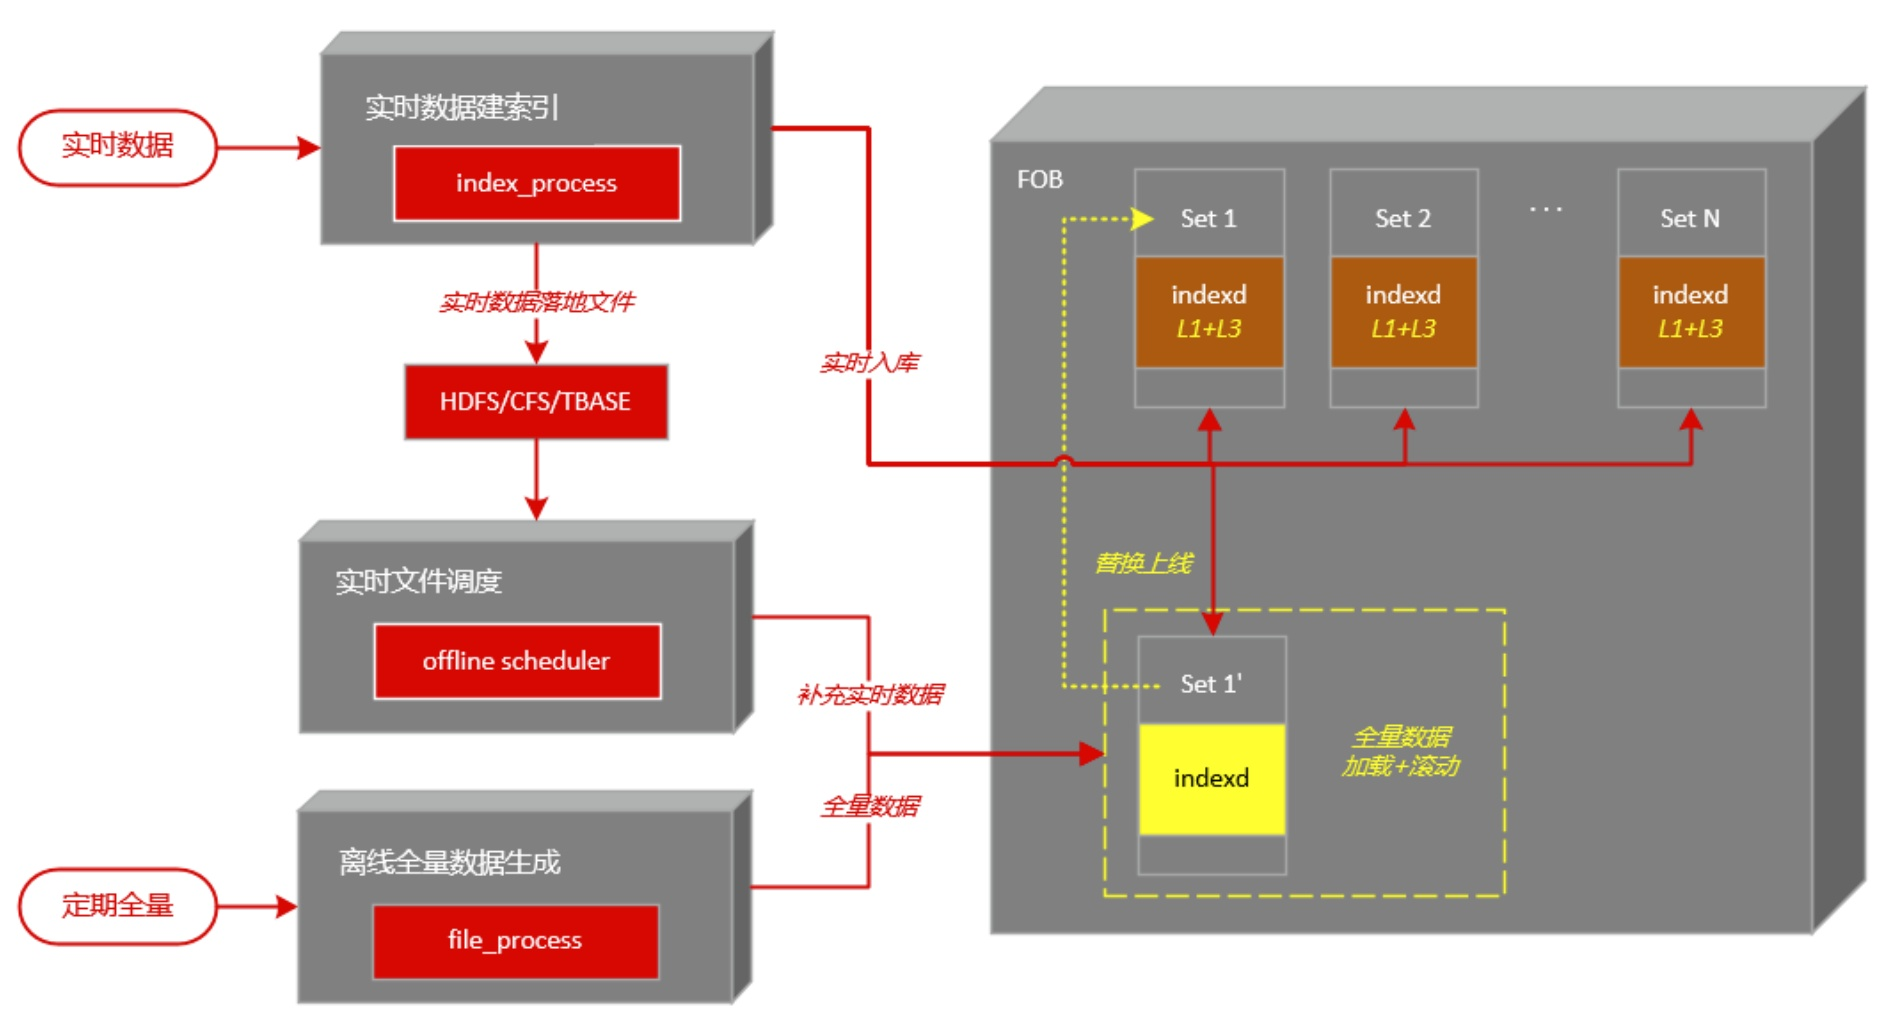 实时数据
实时数据建索引
index_process
实时数据落地文件
HDFS/CFS/TBASE
实时文件调度
offline scheduler
定期全量
离线全量数据生成
file_process
实时入库
补充实时数据
全量数据
FOB
Set 1
indexd
L1+L3
Set 2
indexd
L1+L3
...
Set N
indexd
L1+L3
替换上线
Set 1'
indexd
全量数据
加载+滚动